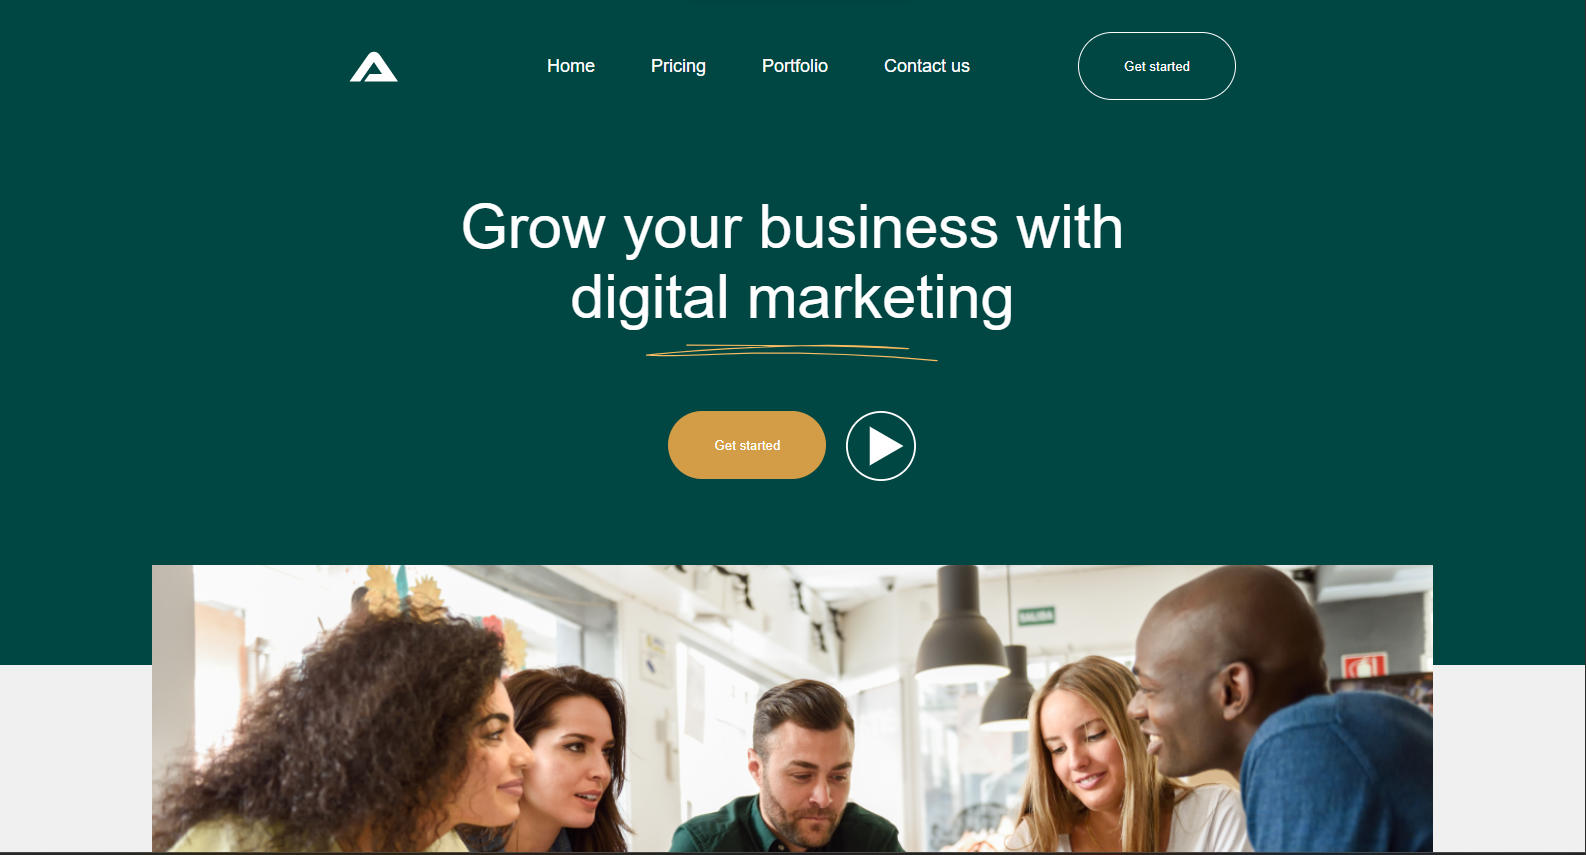 Home Pricing Portfolio Contact us Get started
Grow your business with
digital marketing
Get started
SALIDA